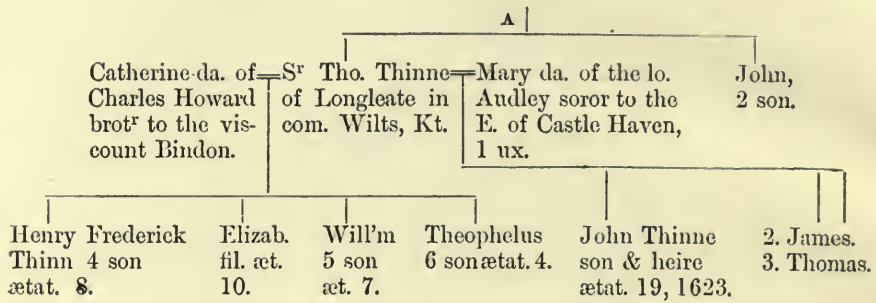 A
Catherine da. of
Charles Howard
brotʳ to the vis-
count Bindon.
Sʳ Tho. Thinne
of Longleate in
com. Wilts, Kt.
Mary da. of the lo.
Audley soror to the
E. of Castle Haven,
1 ux.
John,
2 son.
Henry Frederick
Thinn 4 son
ætat. 8.
Elizab.
fil. æt.
10.
Will'm
5 son
æt. 7.
Theophelus
6 son ætat. 4.
John Thinne
son & heire
ætat. 19, 1623.
2. James.
3. Thomas.